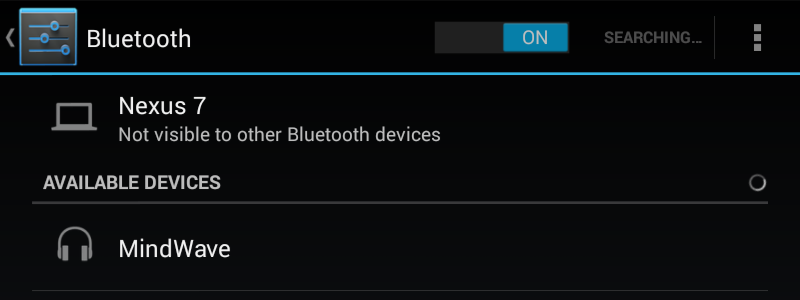 Bluetooth
ON
SEARCHING...
Nexus 7
Not visible to other Bluetooth devices
AVAILABLE DEVICES
MindWave